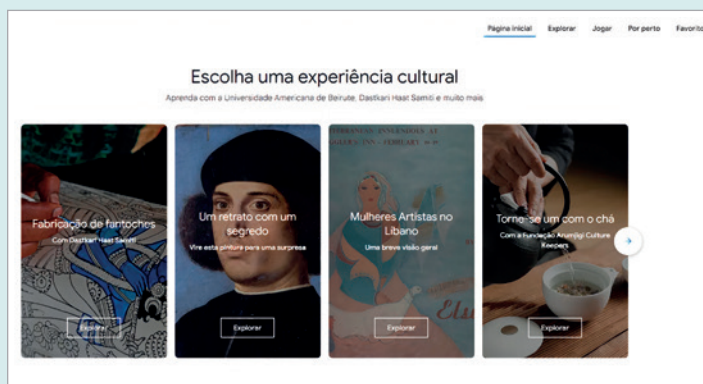 Página inicial Explorar Jogar Por perto Favoritos
Escolha uma experiência cultural
Aprenda com a Universidade Americana de Beirute, Dastkari Haat Samiti e muito mais
Fabricação de fantoches
Com Dastkari Haat Samiti
Explorar
Um retrato com um
segredo
Vire esta pintura para uma surpresa
Explorar
Mulheres Artistas no
Líbano
Uma breve visão geral
Explorar
Torne-se um com o chá
Com a Fundação Arumjigi Culture
Keepers
Explorar